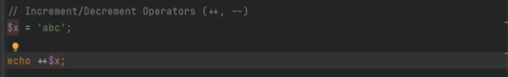 // Increment/Decrement Operators (++, --)
$x = 'abc';
echo ++$x;